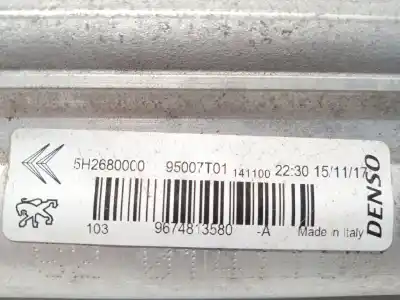 5H2680000 95007T01 141100 22:30 15/11/17
103 9674813580 -A Made in Italy
DENSO